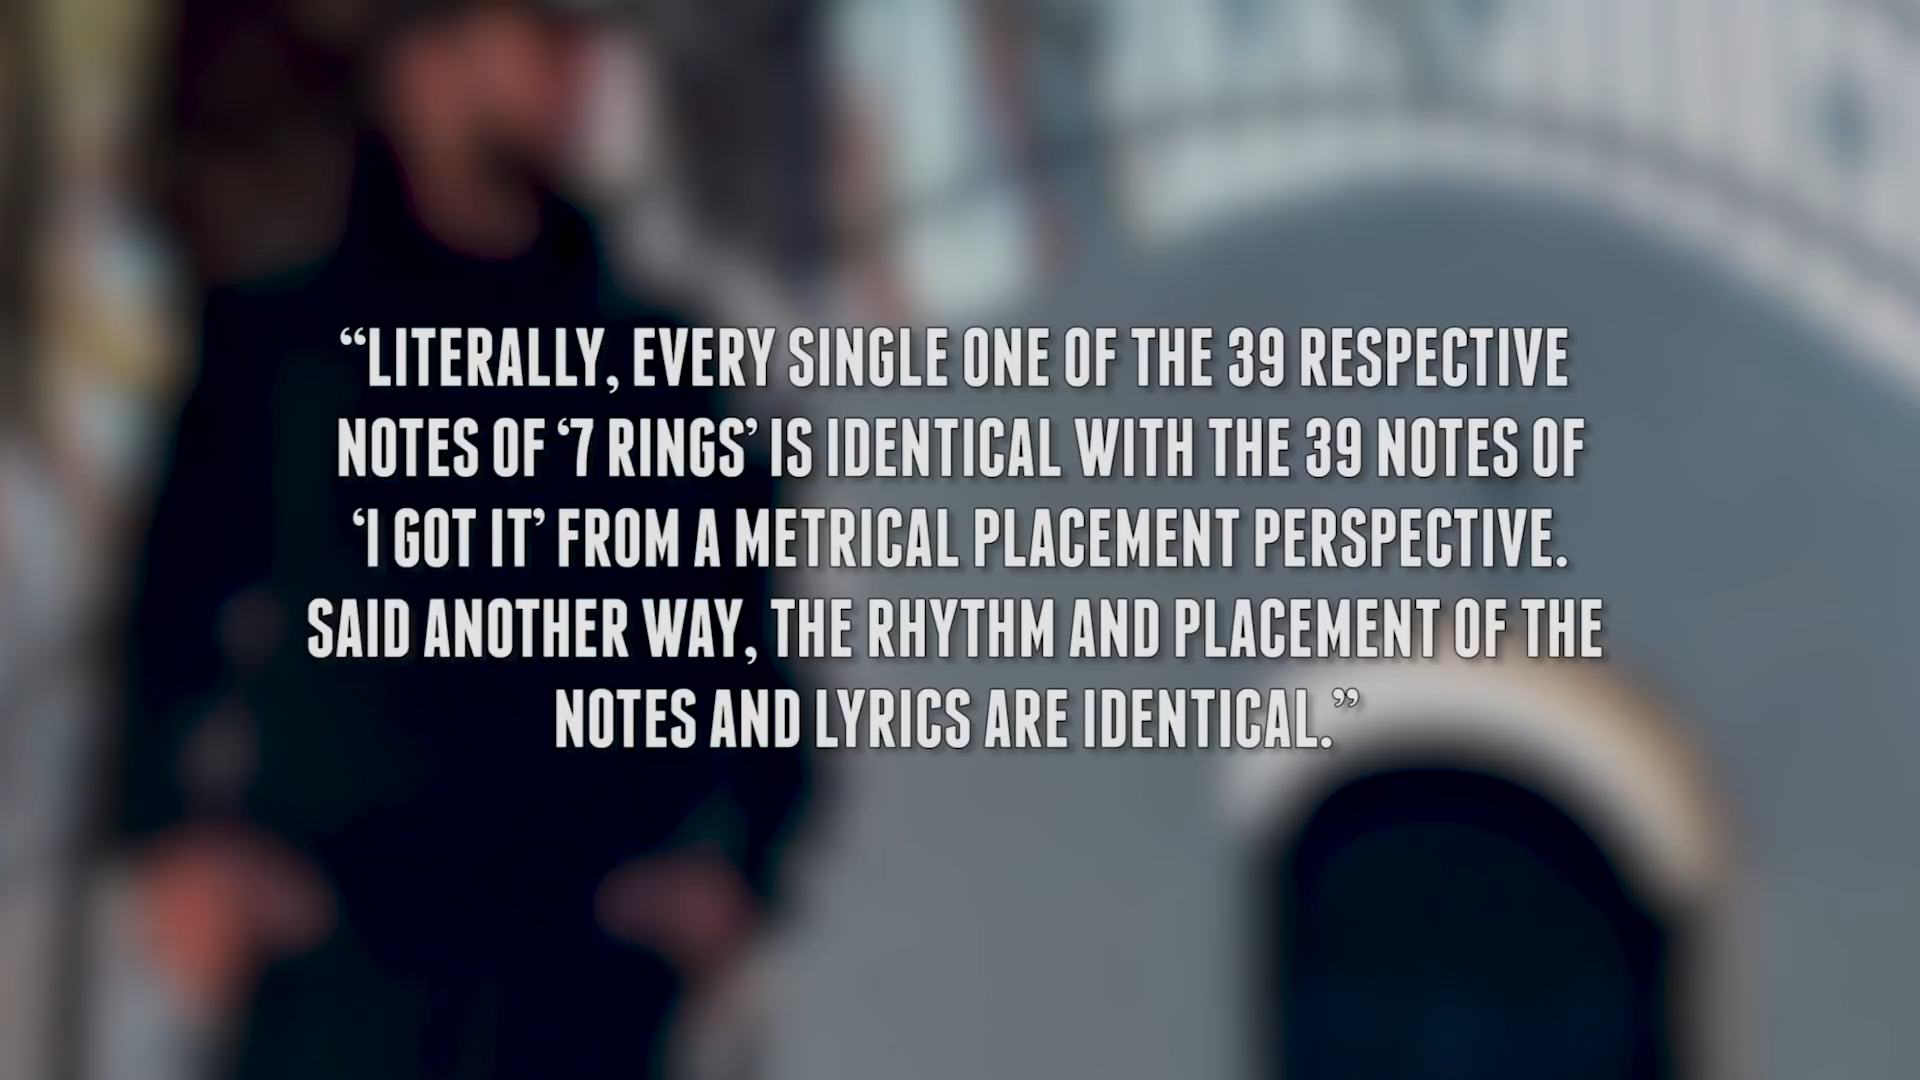 “LITERALLY, EVERY SINGLE ONE OF THE 39 RESPECTIVE
NOTES OF ‘7 RINGS’ IS IDENTICAL WITH THE 39 NOTES OF
‘I GOT IT’ FROM A METRICAL PLACEMENT PERSPECTIVE.
SAID ANOTHER WAY, THE RHYTHM AND PLACEMENT OF THE
NOTES AND LYRICS ARE IDENTICAL.”